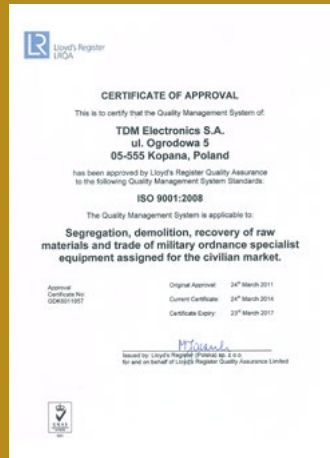 LR
Lloyd's Register
LRQA
CERTIFICATE OF APPROVAL
This is to certify that the Quality Management System of:
TDM Electronics S.A.
ul. Ogrodowa 5
05-555 Kopana, Poland
has been approved by Lloyd's Register Quality Assurance
to the following Quality Management System Standards:
ISO 9001:2008
The Quality Management System is applicable to:
Segregation, demolition, recovery of raw
materials and trade of military ordnance specialist
equipment assigned for the civilian market.
Approval
Certificate No:
Original Approval: 24th March 2011
Current Certificate: 24th March 2014
Certificate Expiry: 23rd March 2017
Issued by: Lloyd's Register (Polska) sp. z o.o.
for and on behalf of Lloyd's Register Quality Assurance Limited
UKAS